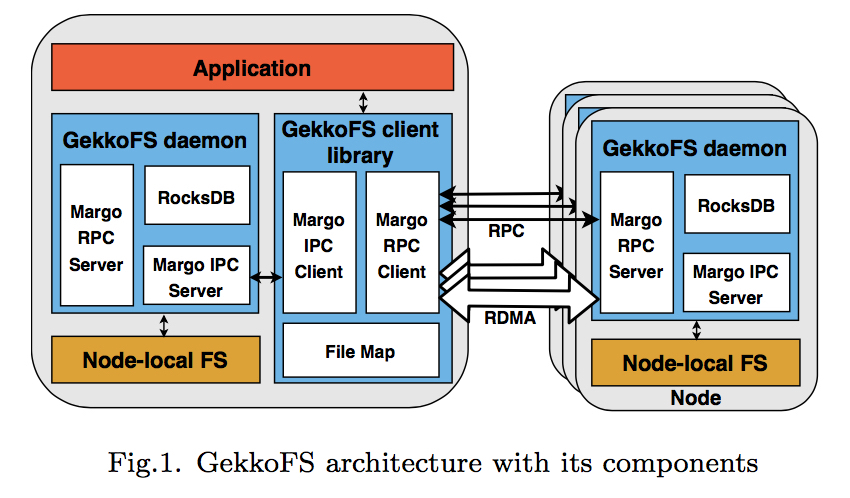 Application
GekkoFS daemon
Margo
RPC
Server
RocksDB
Margo IPC
Server
Node-local FS
GekkoFS client
library
Margo
IPC
Client
Margo
RPC
Client
File Map
RPC
RDMA
GekkoFS daemon
Margo
RPC
Server
RocksDB
Margo IPC
Server
Node-local FS
Node
Fig.1. GekkoFS architecture with its components